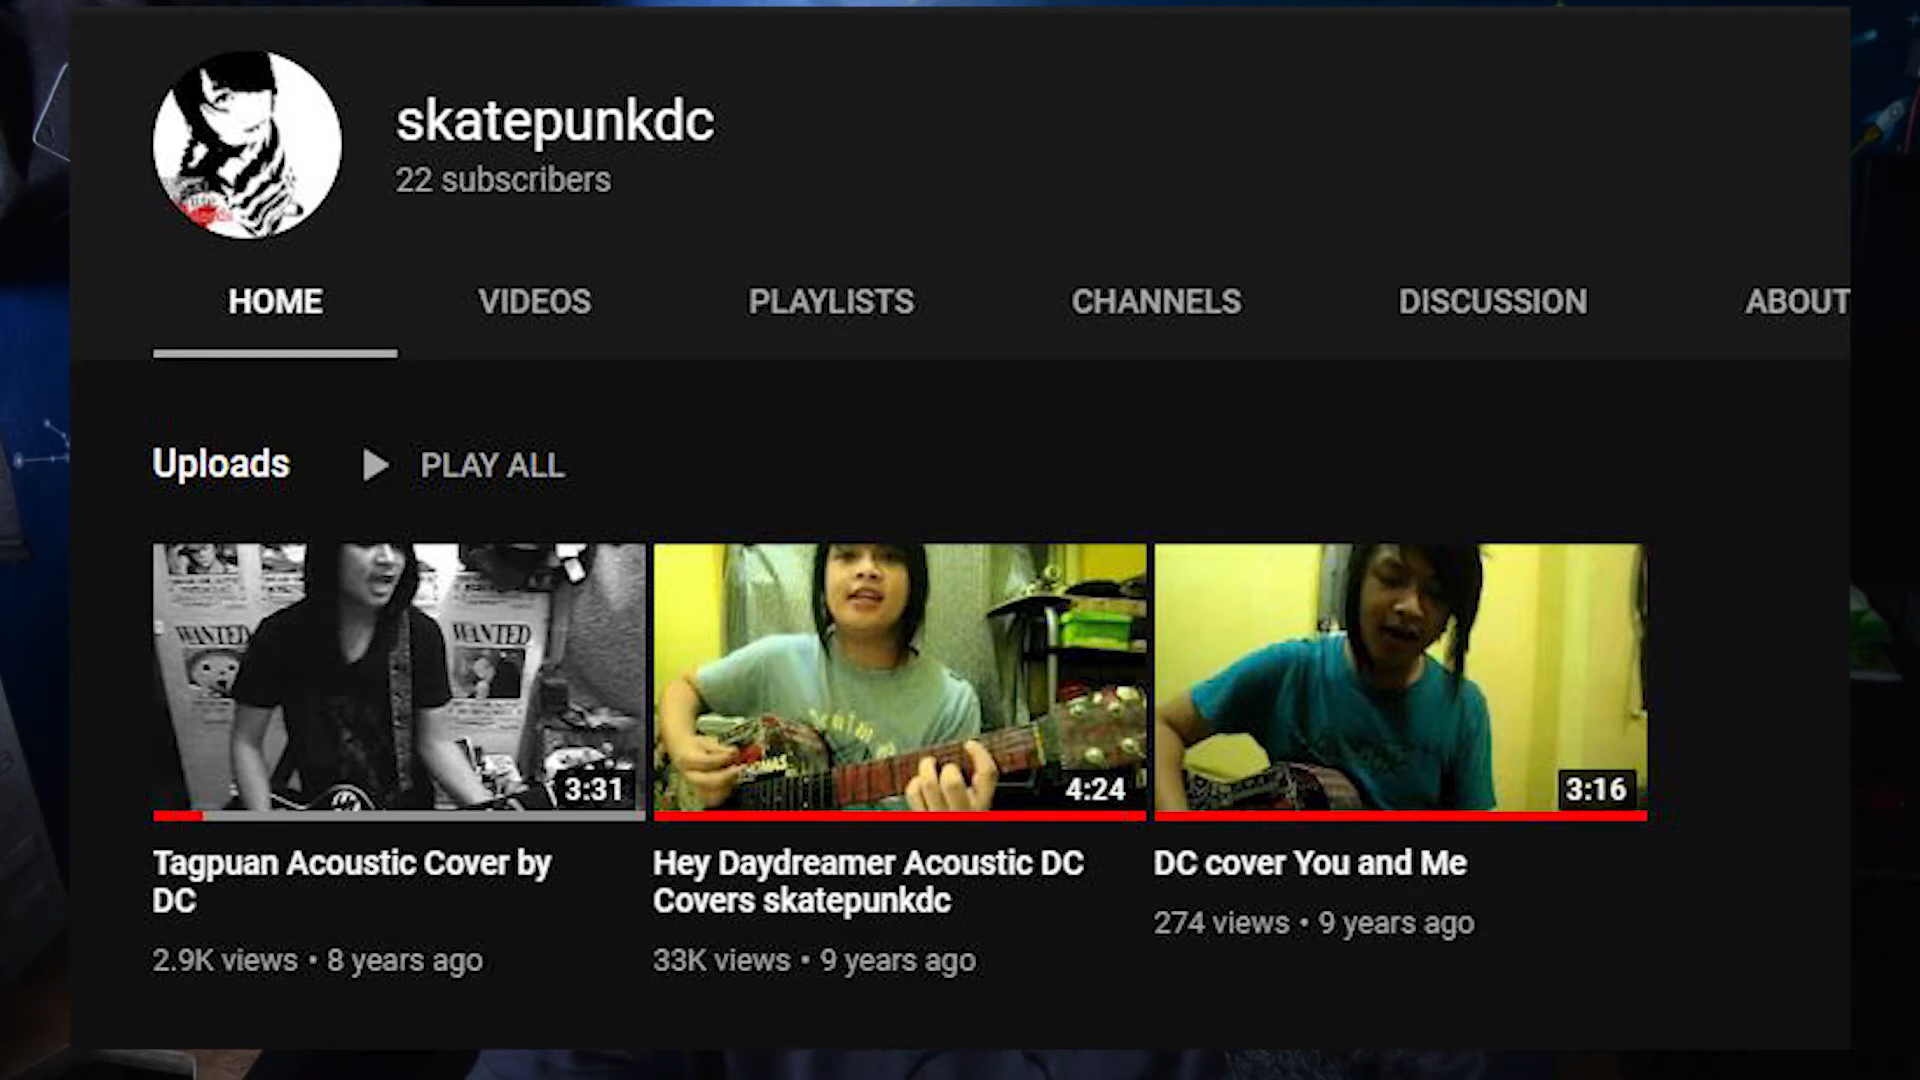 skatepunkdc
22 subscribers
HOME
VIDEOS
PLAYLISTS
CHANNELS
DISCUSSION
ABOUT
Uploads
PLAY ALL
WANTED
WANTED
3:31
4:24
3:16
Tagpuan Acoustic Cover by
DC
2.9K views • 8 years ago
Hey Daydreamer Acoustic DC
Covers skatepunkdc
33K views • 9 years ago
DC cover You and Me
274 views • 9 years ago